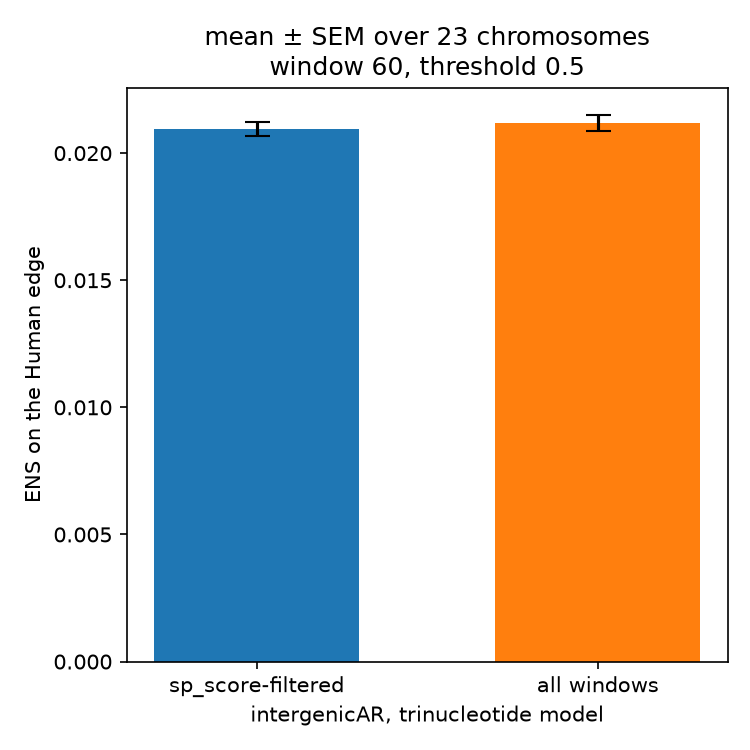 mean ± SEM over 23 chromosomes
window 60, threshold 0.5
ENS on the Human edge
0.020
0.015
0.010
0.005
0.000
sp_score-filtered
all windows
intergenicAR, trinucleotide model